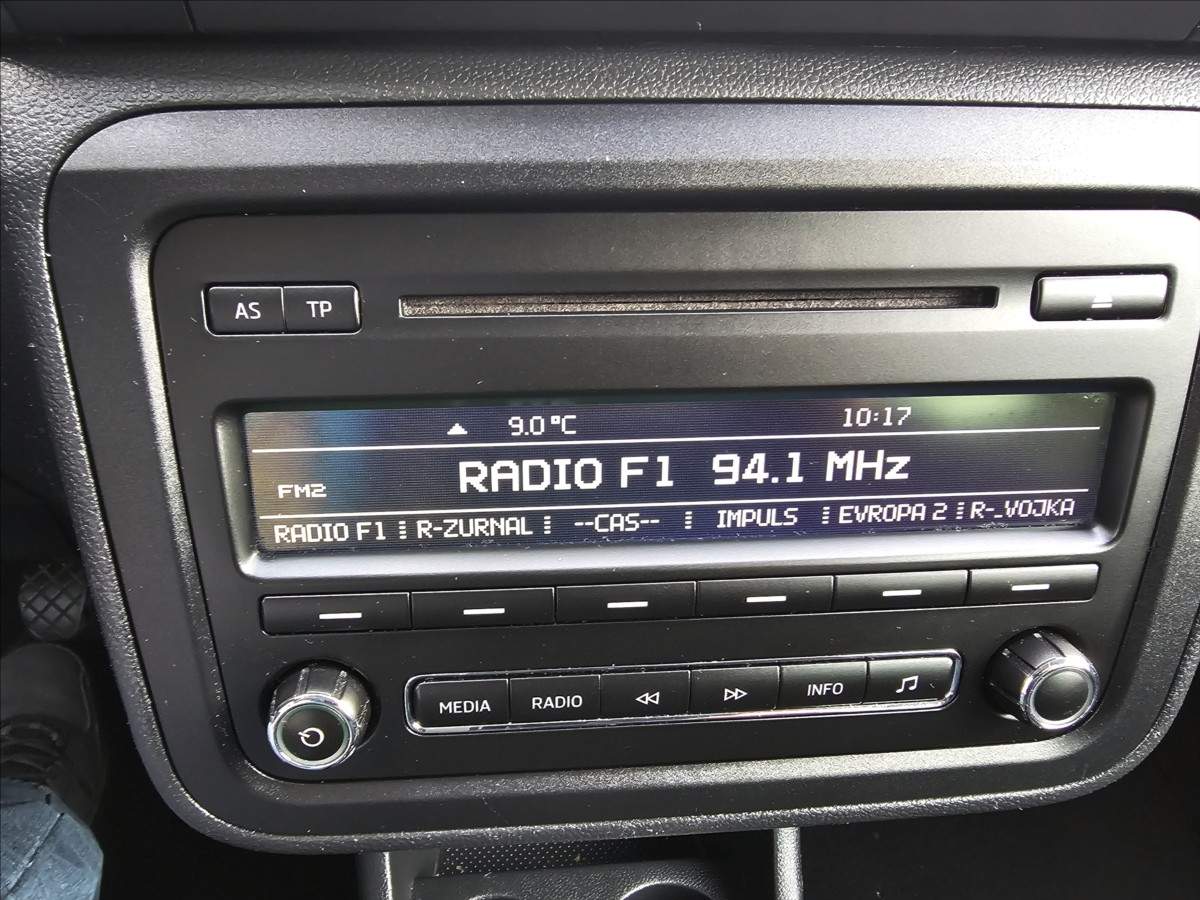 AS TP
9.0 °C 10:17
FM2 RADIO F1 94.1 MHz
RADIO F1 R-ZURNAL --CAS-- IMPULS EVROPA 2 R-_VOJKA
MEDIA RADIO INFO